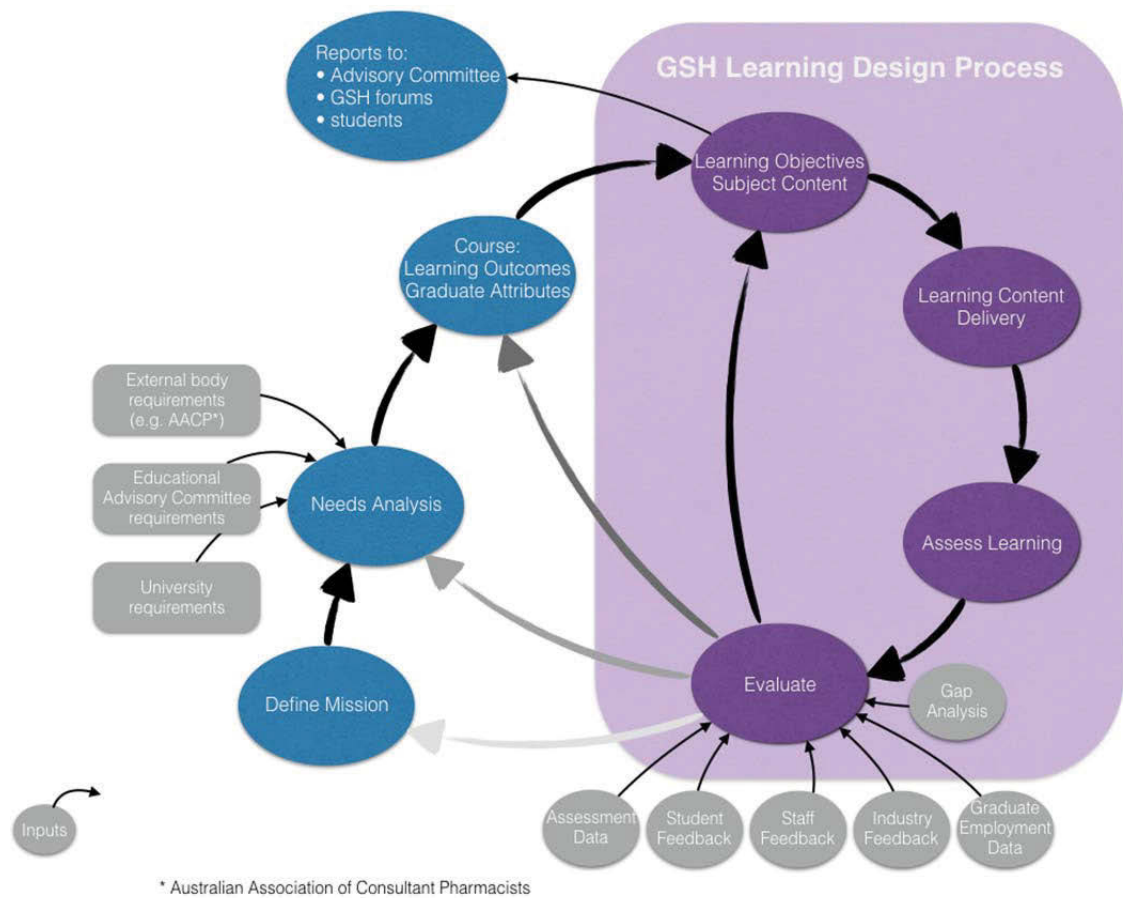 Reports to:
• Advisory Committee
• GSH forums
• students
GSH Learning Design Process
Learning Objectives
Subject Content
Course:
Learning Outcomes
Graduate Attributes
Learning Content
Delivery
External body
requirements
(e.g. AACP*)
Educational
Advisory Committee
requirements
Needs Analysis
Assess Learning
University
requirements
Define Mission
Evaluate
Gap
Analysis
Assessment
Data
Student
Feedback
Staff
Feedback
Industry
Feedback
Graduate
Employment
Data
Inputs
* Australian Association of Consultant Pharmacists